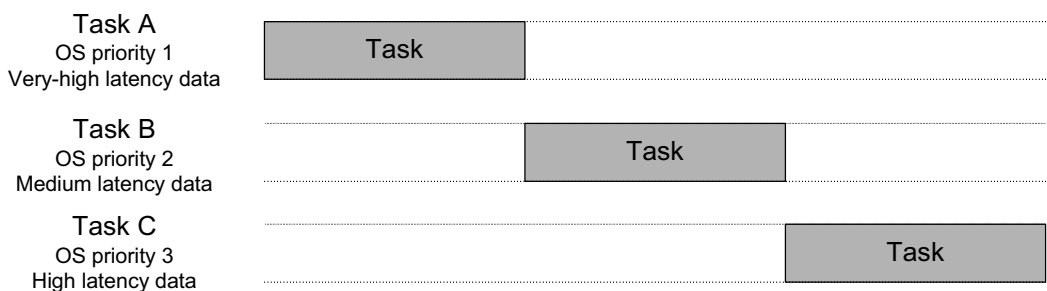 Task A
OS priority 1
Very-high latency data
Task
Task B
OS priority 2
Medium latency data
Task
Task C
OS priority 3
High latency data
Task